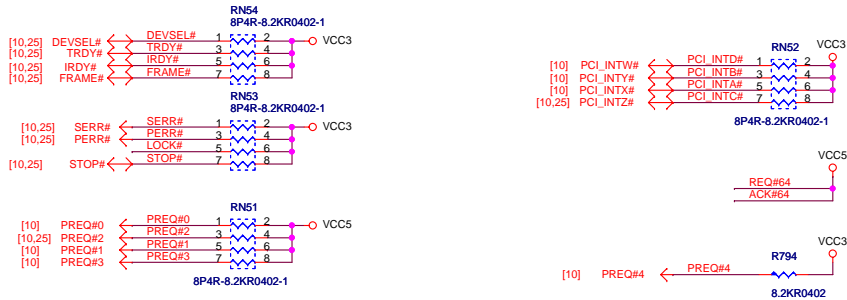 RN54
8P4R-8.2KR0402-1
[10,25] DEVSEL# DEVSEL# 1 2 VCC3
[10,25] TRDY# TRDY# 3 4
[10,25] IRDY# IRDY# 5 6
[10,25] FRAME# FRAME# 7 8
RN53
8P4R-8.2KR0402-1
[10,25] SERR# SERR# 1 2 VCC3
[10,25] PERR# PERR# 3 4
LOCK# 5 6
[10,25] STOP# STOP# 7 8
RN51
[10] PREQ#0 PREQ#0 1 2 VCC5
[10,25] PREQ#2 PREQ#2 3 4
[10] PREQ#1 PREQ#1 5 6
[10] PREQ#3 PREQ#3 7 8
8P4R-8.2KR0402-1
RN52 VCC3
[10] PCI_INTW# PCI_INTD# 1 2
[10] PCI_INTY# PCI_INTB# 3 4
[10] PCI_INTX# PCI_INTA# 5 6
[10,25] PCI_INTZ# PCI_INTC# 7 8
8P4R-8.2KR0402-1
VCC5
REQ#64
ACK#64
VCC3
R794
[10] PREQ#4 PREQ#4
8.2KR0402